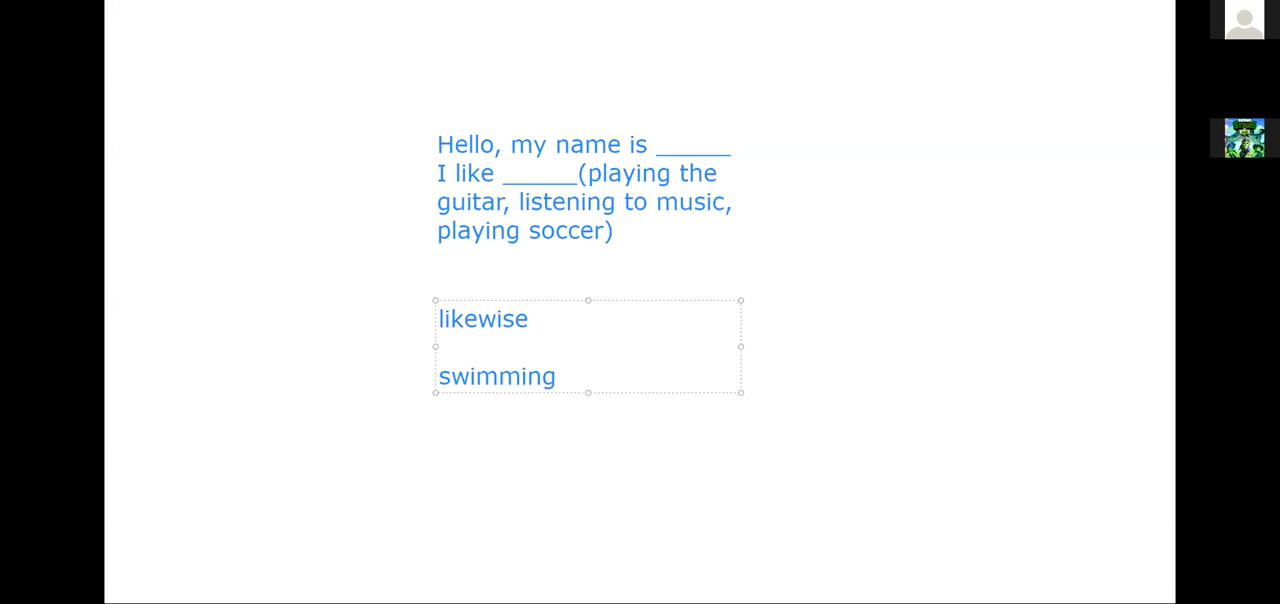 Hello, my name is ______
I like ______(playing the
guitar, listening to music,
playing soccer)
likewise
swimming